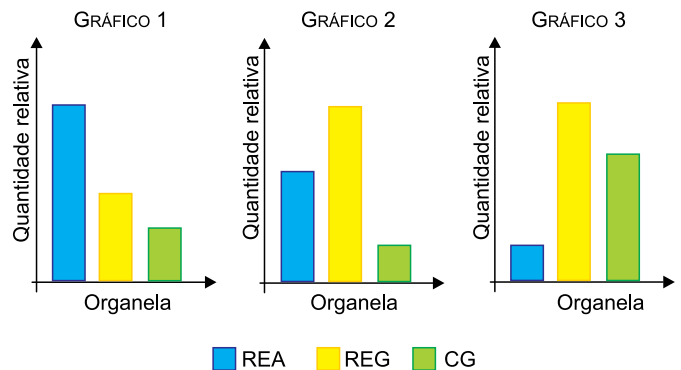 GRÁFICO 1
Quantidade relativa
Organela
GRÁFICO 2
Quantidade relativa
Organela
GRÁFICO 3
Quantidade relativa
Organela
REA
REG
CG